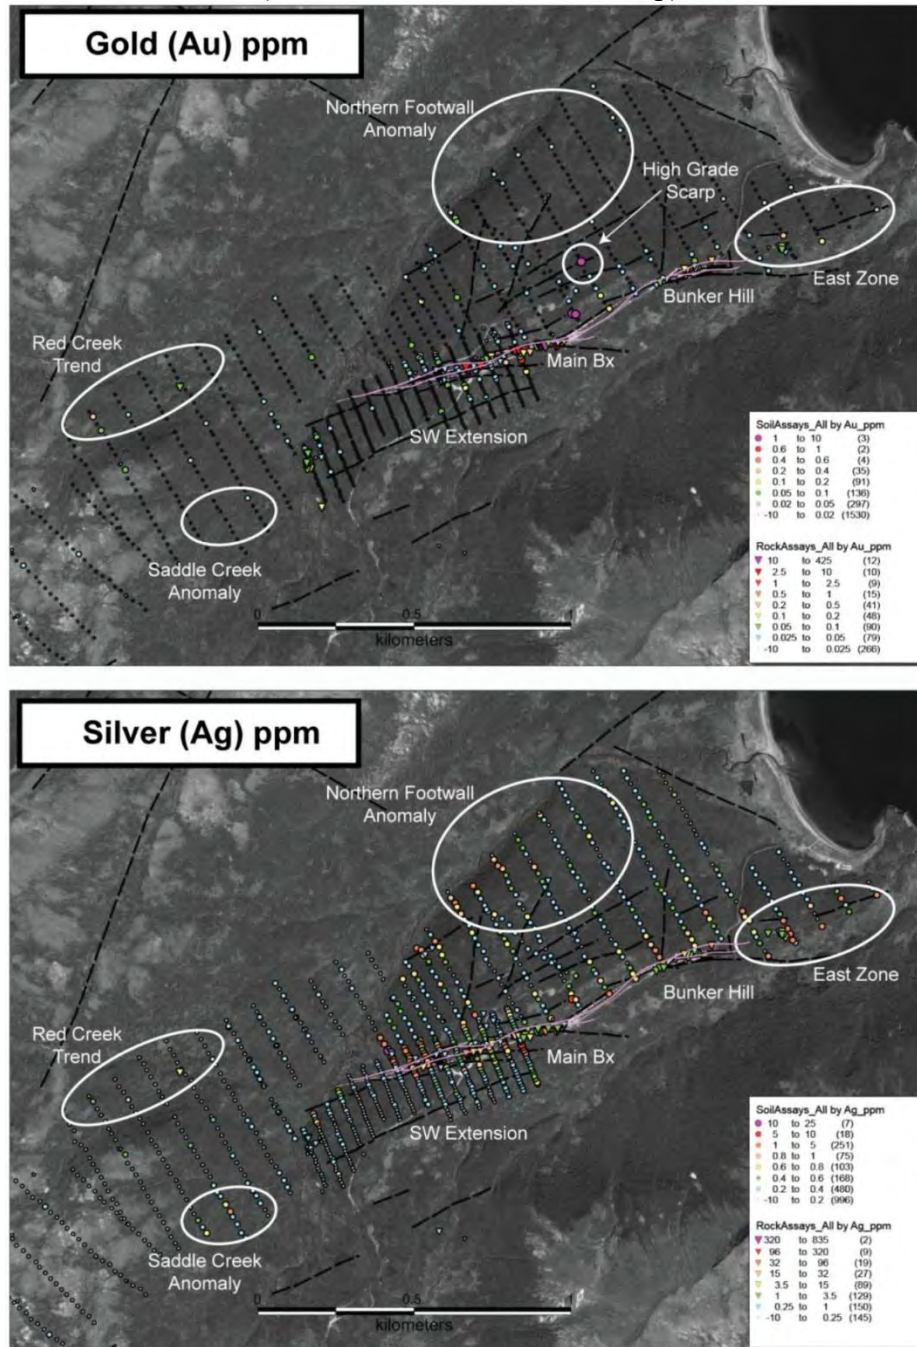 Gold (Au) ppm
Northern Footwall
Anomaly
High Grade
Scarp
East Zone
Bunker Hill
Red Creek
Trend
Main Bx
SW Extension
Saddle Creek
Anomaly
0 0.5 1
kilometers
SoilAssays_All by Au_ppm
1 to 10 (3)
0.6 to 1 (2)
0.4 to 0.6 (4)
0.2 to 0.4 (35)
0.1 to 0.2 (91)
0.05 to 0.1 (136)
0.02 to 0.05 (297)
-10 to 0.02 (1530)
RockAssays_All by Au_ppm
10 to 425 (12)
2.5 to 10 (10)
1 to 2.5 (9)
0.5 to 1 (15)
0.2 to 0.5 (41)
0.1 to 0.2 (48)
0.05 to 0.1 (90)
0.025 to 0.05 (79)
-10 to 0.025 (266)
Silver (Ag) ppm
Northern Footwall
Anomaly
East Zone
Bunker Hill
Red Creek
Trend
Main Bx
SW Extension
Saddle Creek
Anomaly
0 0.5 1
kilometers
SoilAssays_All by Ag_ppm
10 to 25 (7)
5 to 10 (18)
1 to 5 (251)
0.8 to 1 (75)
0.6 to 0.8 (103)
0.4 to 0.6 (168)
0.2 to 0.4 (480)
-10 to 0.2 (996)
RockAssays_All by Ag_ppm
320 to 835 (2)
96 to 320 (9)
32 to 96 (19)
15 to 32 (27)
3.5 to 15 (89)
1 to 3.5 (129)
0.25 to 1 (150)
-10 to 0.25 (145)